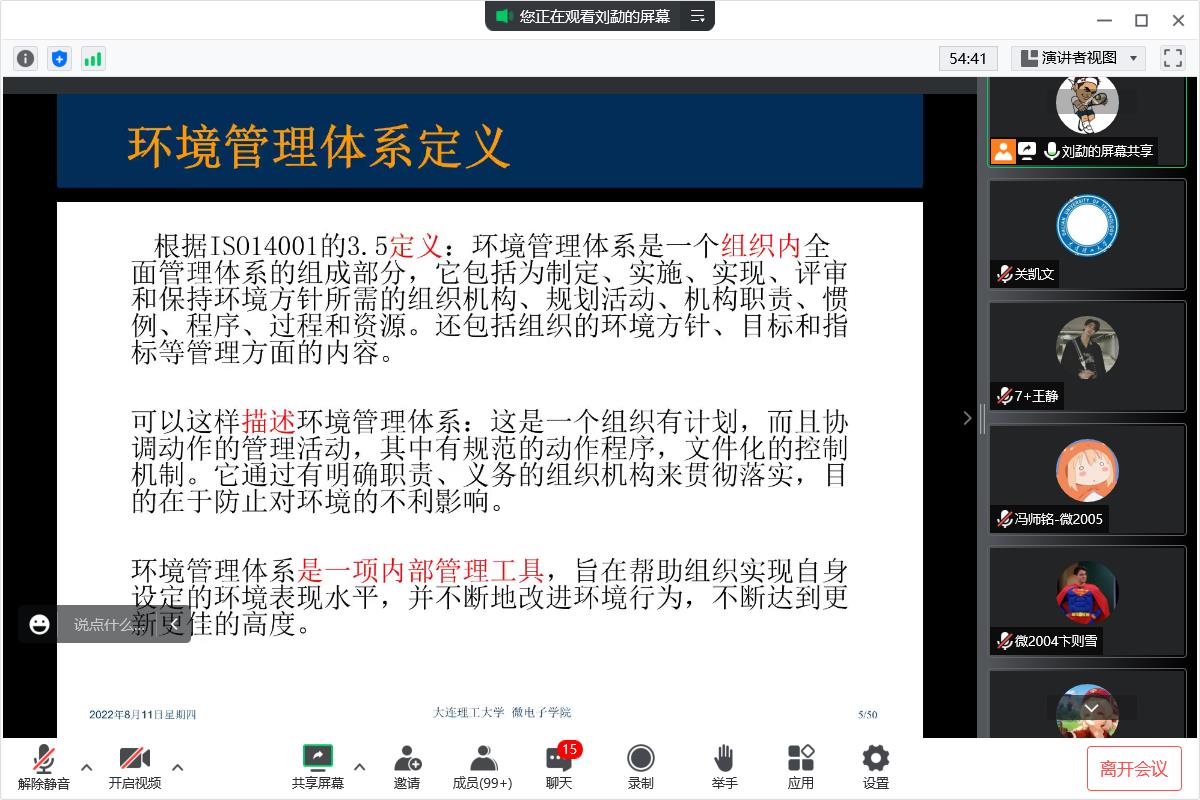 您正在观看刘勐的屏幕
54:41
演讲者视图
环境管理体系定义
根据ISO14001的3.5定义：环境管理体系是一个组织内全
面管理体系的组成部分，它包括为制定、实施、实现、评审
和保持环境方针所需的组织机构、规划活动、机构职责、惯
例、程序、过程和资源。还包括组织的环境方针、目标和指
标等管理方面的内容。
可以这样描述环境管理体系：这是一个组织有计划，而且协
调动作的管理活动，其中有规范的动作程序，文件化的控制
机制。它通过有明确职责、义务的组织机构来贯彻落实，目
的在于防止对环境的不利影响。
环境管理体系是一项内部管理工具，旨在帮助组织实现自身
设定的环境表现水平，并不断地改进环境行为，不断达到更
新更佳的高度。
说点什么...
2022年8月11日星期四
大连理工大学 微电子学院
5/50
刘勐的屏幕共享
关凯文
7+王静
冯师铭-微2005
微2004卞则雪
解除静音
开启视频
共享屏幕
邀请
成员(99+)
15
聊天
录制
举手
应用
设置
离开会议